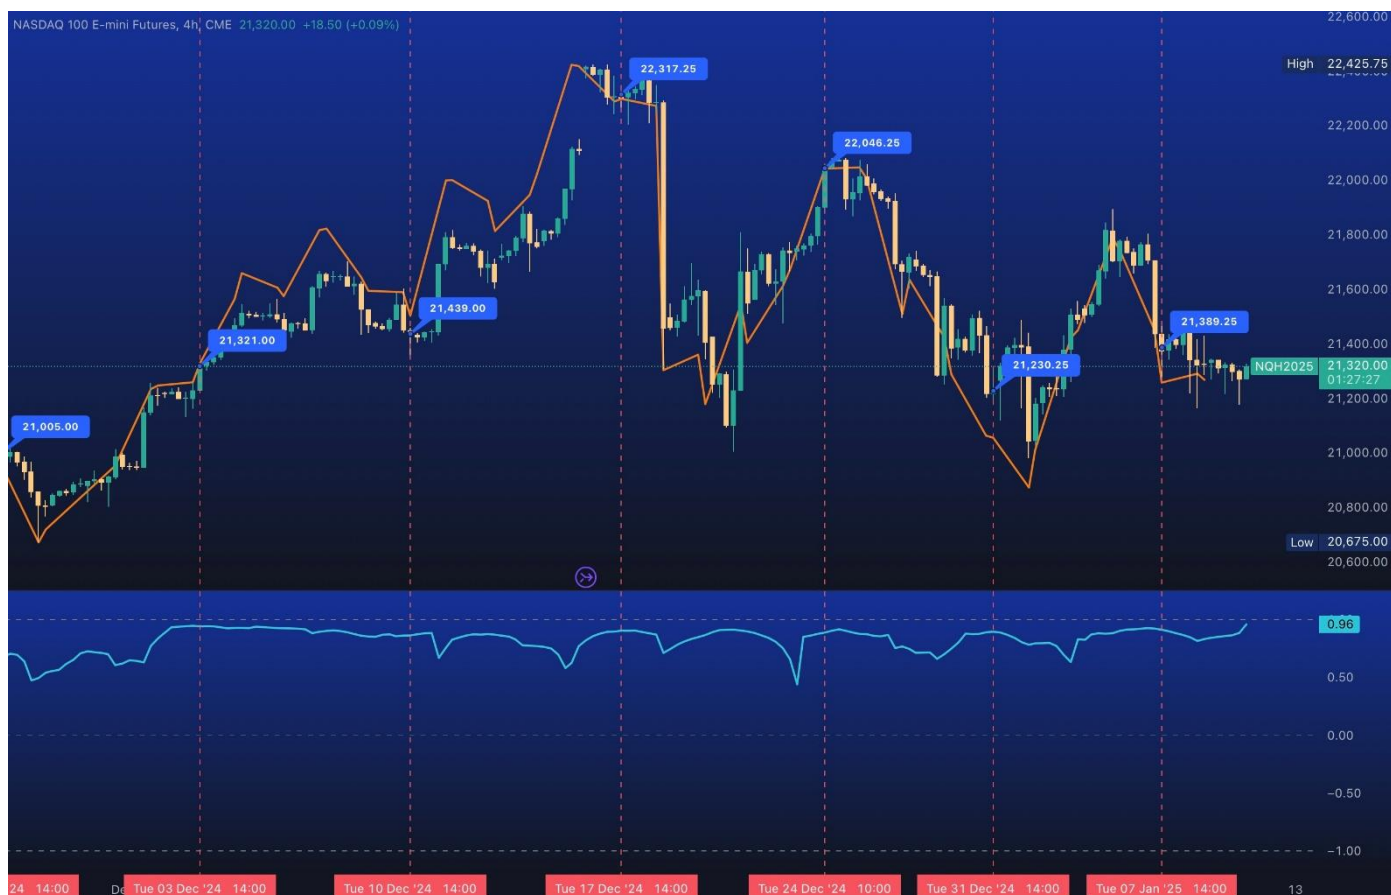 NASDAQ 100 E-mini Futures, 4h, CME 21,320.00 +18.50 (+0.09%)
22,600.00
High 22,425.75
22,317.25
22,200.00
22,046.25
22,000.00
21,800.00
21,600.00
21,439.00
21,400.00
21,389.25
21,321.00
21,230.25
NQH2025 21,320.00
01:27:27
21,200.00
21,005.00
21,000.00
20,800.00
Low 20,675.00
20,600.00
0.96
0.50
0.00
−0.50
−1.00
24 14:00
De
Tue 03 Dec '24 14:00
Tue 10 Dec '24 14:00
Tue 17 Dec '24 14:00
Tue 24 Dec '24 10:00
Tue 31 Dec '24 14:00
Tue 07 Jan '25 14:00
13